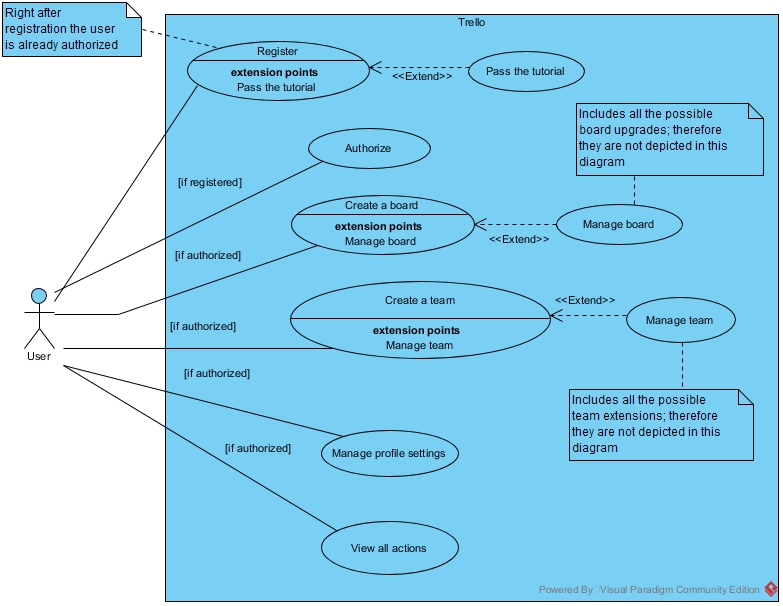 Right after
registration the user
is already authorized
Trello
Register
extension points
Pass the tutorial
<<Extend>>
Pass the tutorial
Includes all the possible
board upgrades; therefore
they are not depicted in this
diagram
Authorize
[if registered]
Create a board
extension points
Manage board
<<Extend>>
Manage board
[if authorized]
Create a team
extension points
Manage team
<<Extend>>
Manage team
[if authorized]
User
[if authorized]
Includes all the possible
team extensions; therefore
they are not depicted in this
diagram
Manage profile settings
[if authorized]
View all actions
Powered By Visual Paradigm Community Edition